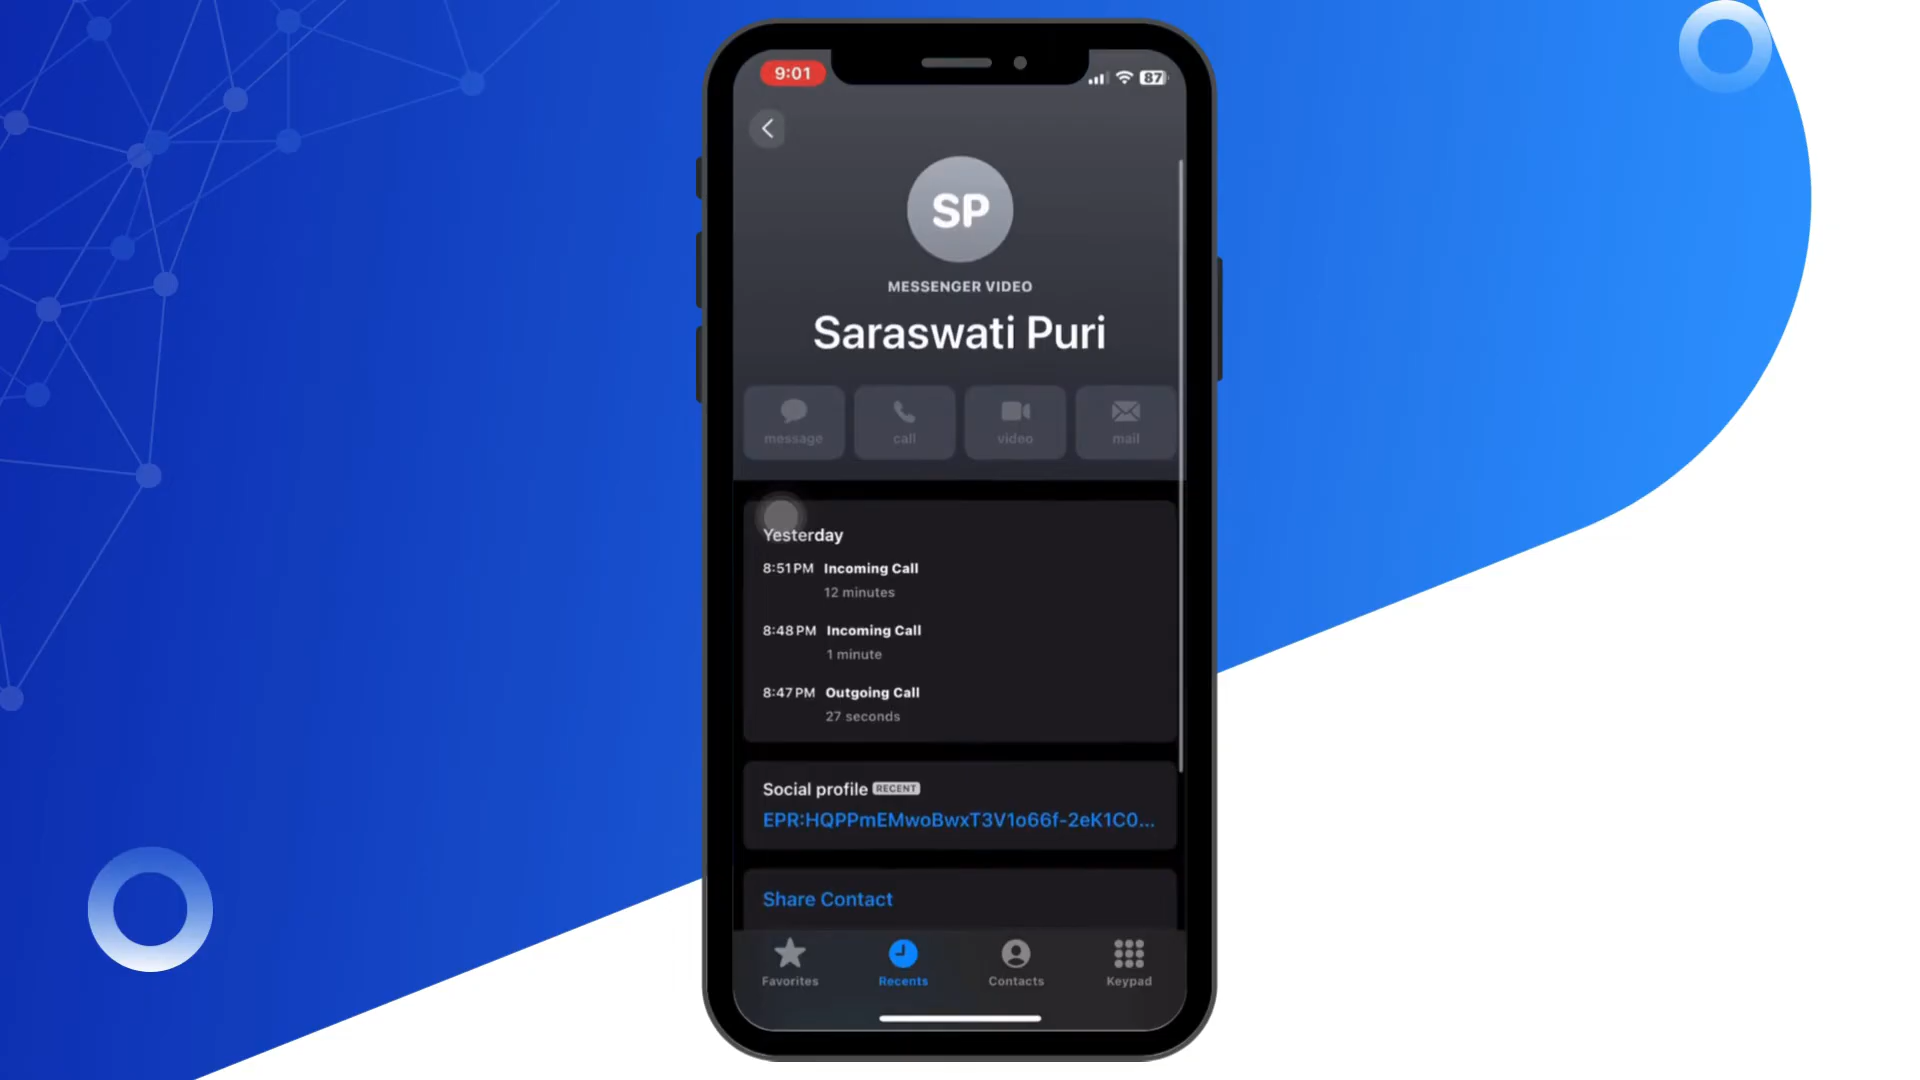 9:01
87
SP
MESSENGER VIDEO
Saraswati Puri
message call video mail
Yesterday
8:51 PM Incoming Call
12 minutes
8:48 PM Incoming Call
1 minute
8:47 PM Outgoing Call
27 seconds
Social profile RECENT
EPR:HQPPmEMwoBwxT3V1o66f-2eK1C0...
Share Contact
Favorites Recents Contacts Keypad